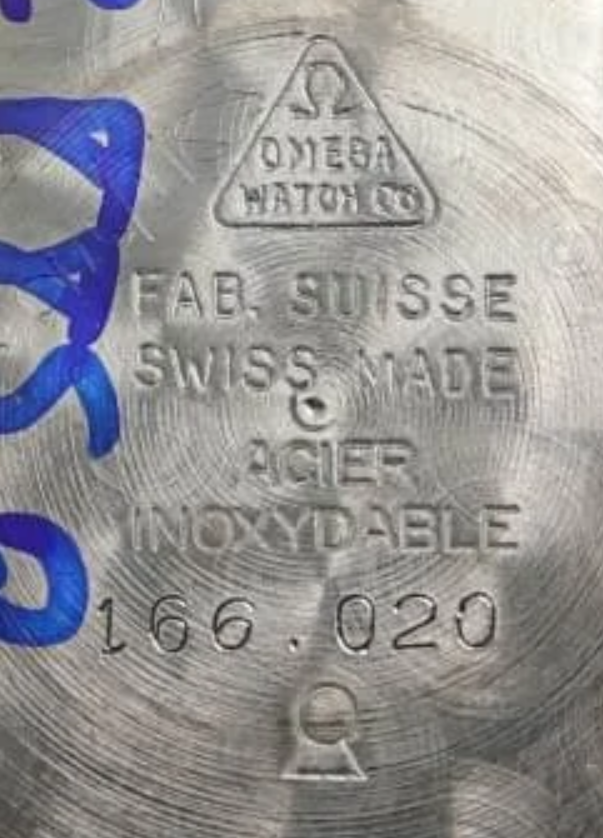 Ω
OMEGA
WATCH CO
FAB. SUISSE
SWISS MADE
ACIER
INOXYDABLE
166.020